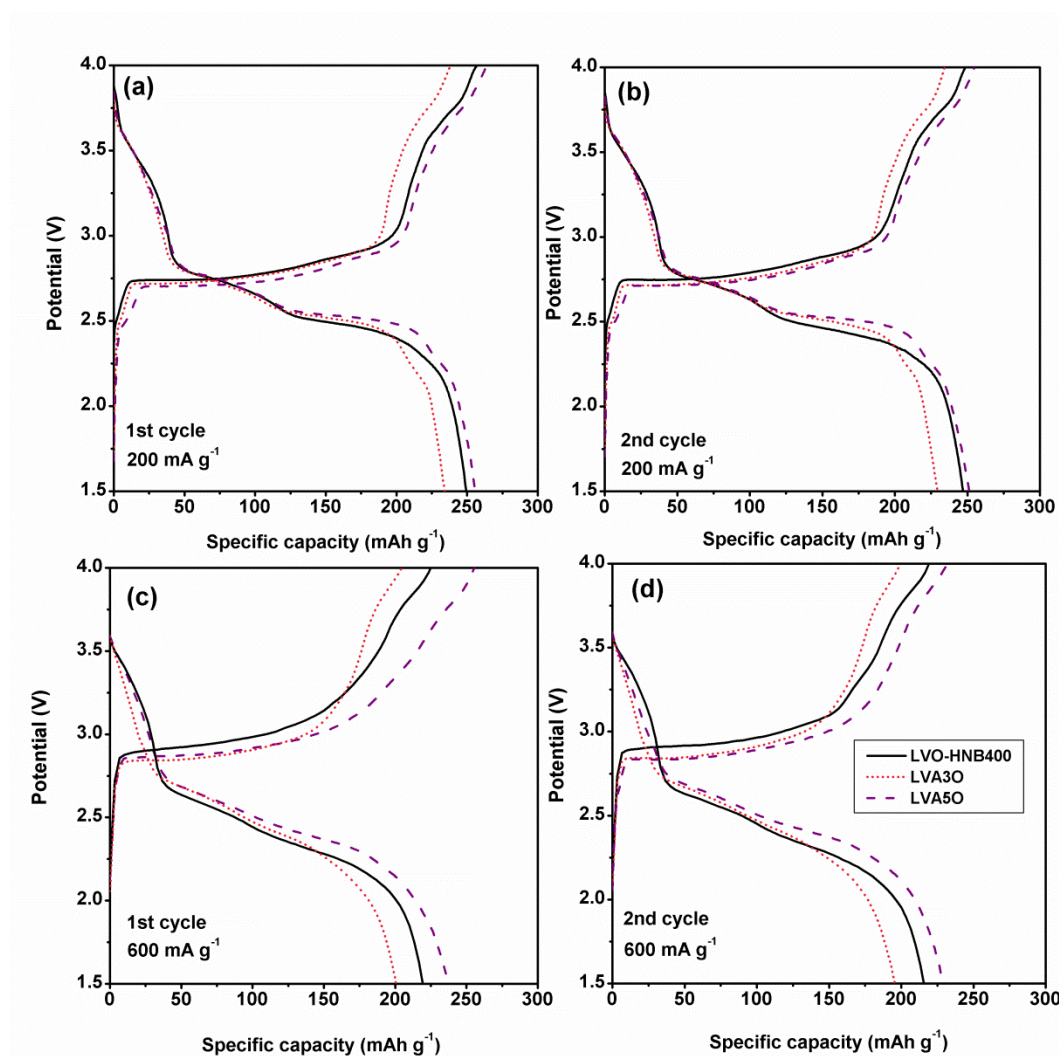 (a)
4.0
3.5
3.0
2.5
2.0
1.5
Potential (V)
1st cycle
200 mA g⁻¹
0 50 100 150 200 250 300
Specific capacity (mAh g⁻¹)
(b)
4.0
3.5
3.0
2.5
2.0
1.5
Potential (V)
2nd cycle
200 mA g⁻¹
0 50 100 150 200 250 300
Specific capacity (mAh g⁻¹)
(c)
4.0
3.5
3.0
2.5
2.0
1.5
Potential (V)
1st cycle
600 mA g⁻¹
0 50 100 150 200 250 300
Specific capacity (mAh g⁻¹)
(d)
4.0
3.5
3.0
2.5
2.0
1.5
Potential (V)
LVO-HNB400
LVA3O
LVA5O
2nd cycle
600 mA g⁻¹
0 50 100 150 200 250 300
Specific capacity (mAh g⁻¹)